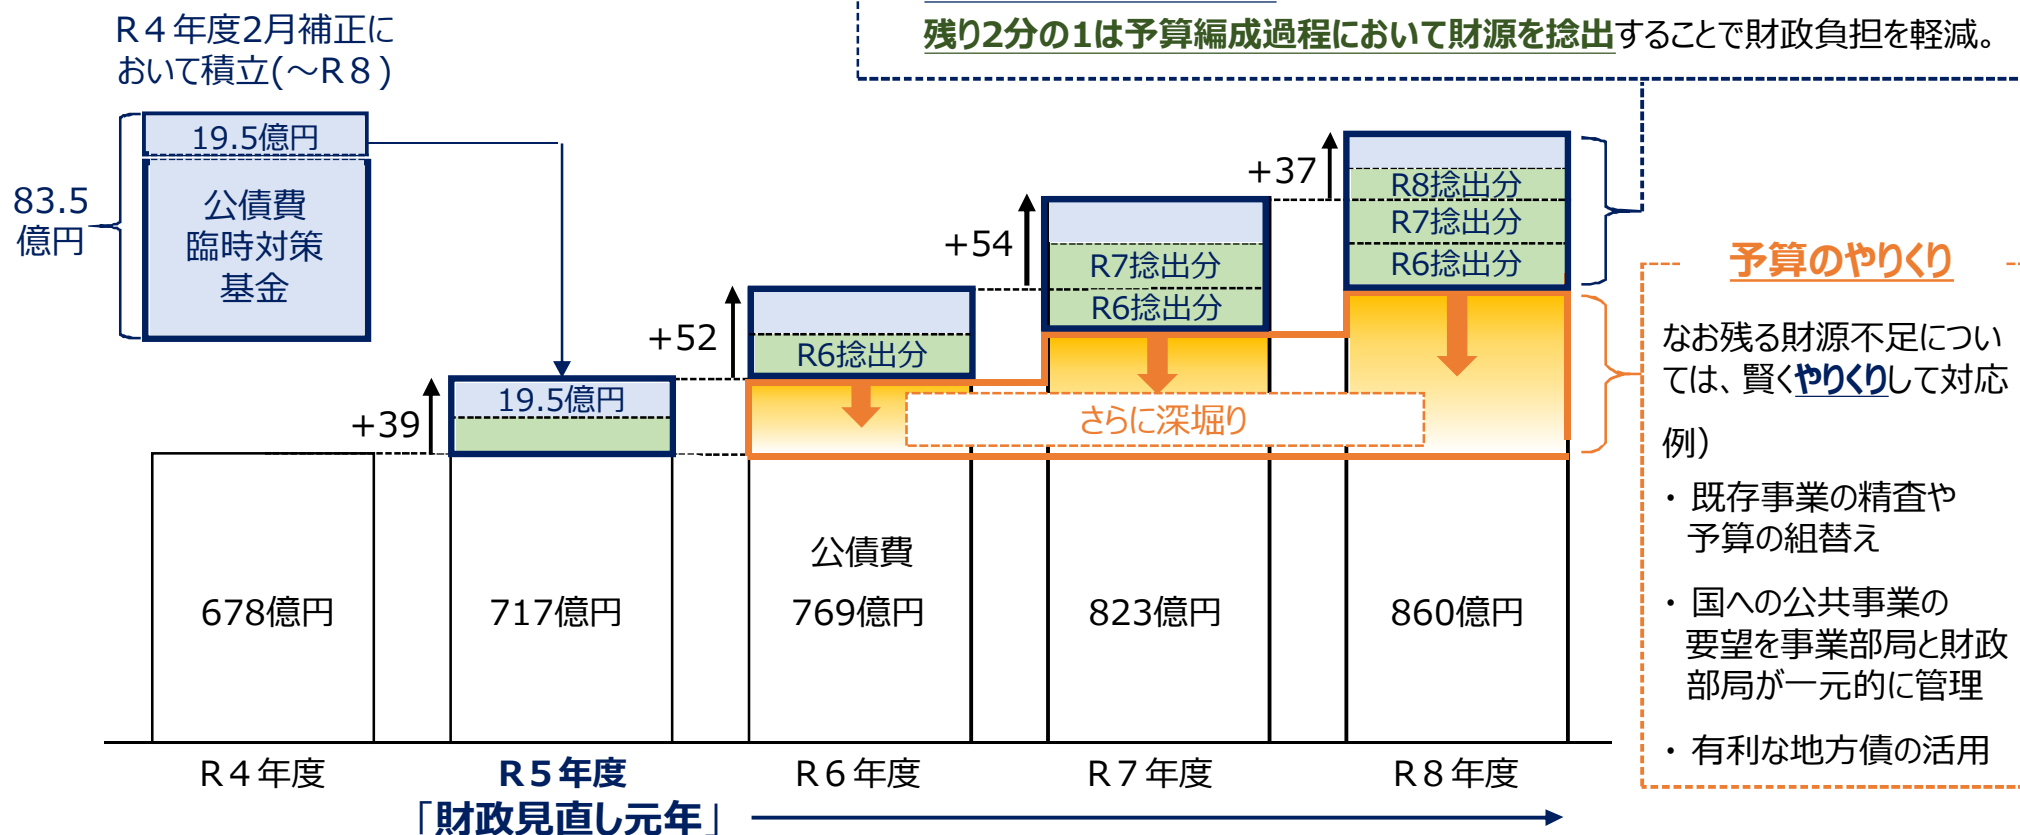 残り2分の1は予算編成過程において財源を捻出することで財政負担を軽減。
R４年度2月補正に
おいて積立(～R８)
19.5億円
83.5
億円
公債費
臨時対策
基金
+39
19.5億円
+52
R6捻出分
+54
R7捻出分
R6捻出分
+37
R8捻出分
R7捻出分
R6捻出分
さらに深堀り
678億円
717億円
公債費
769億円
823億円
860億円
R４年度
R５年度
R６年度
R７年度
R８年度
「財政見直し元年」
予算のやりくり
なお残る財源不足につい
ては、賢くやりくりして対応
例）
・ 既存事業の精査や
予算の組替え
・ 国への公共事業の
要望を事業部局と財政
部局が一元的に管理
・ 有利な地方債の活用